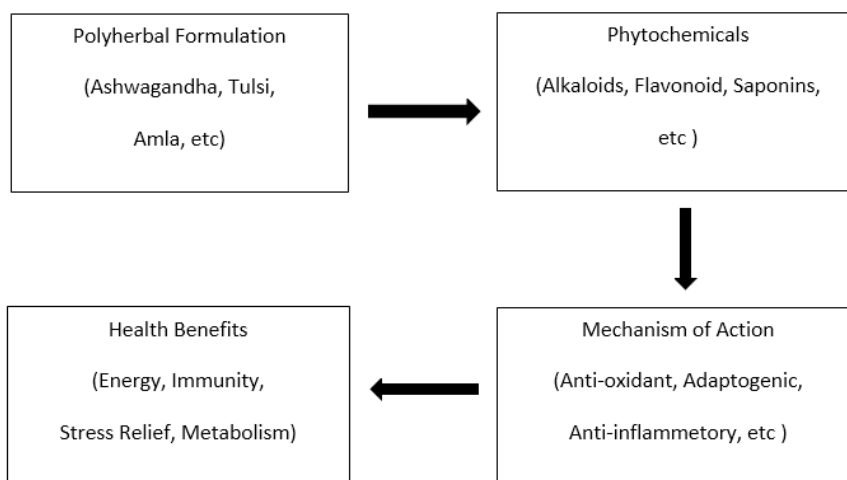 Polyherbal Formulation
(Ashwagandha, Tulsi,
Amla, etc)
Phytochemicals
(Alkaloids, Flavonoid, Saponins,
etc )
Mechanism of Action
(Anti-oxidant, Adaptogenic,
Anti-inflammetory, etc )
Health Benefits
(Energy, Immunity,
Stress Relief, Metabolism)